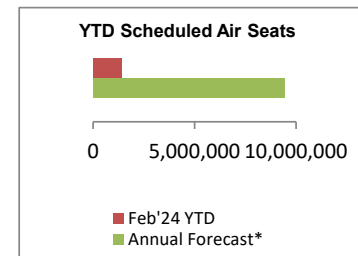 YTD Scheduled Air Seats
0 5,000,000 10,000,000
Feb'24 YTD
Annual Forecast*